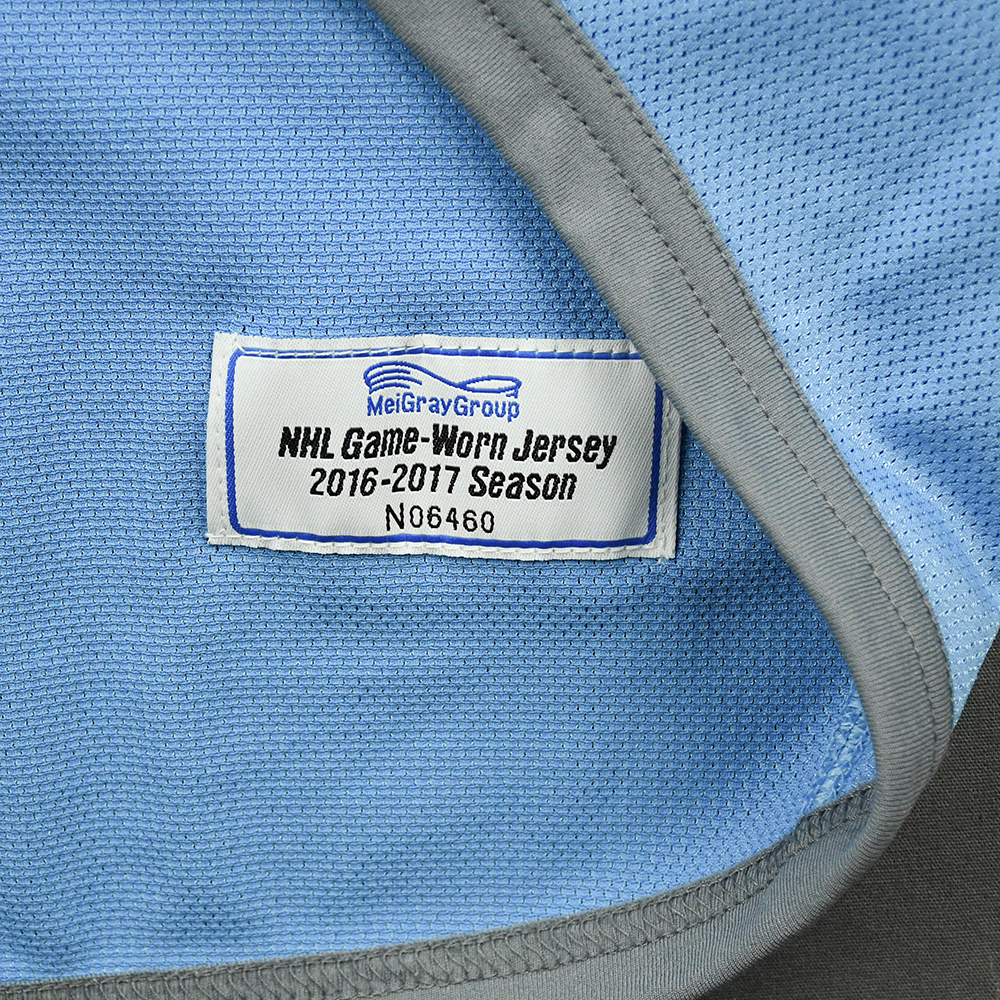 MeiGrayGroup
NHL Game-Worn Jersey
2016-2017 Season
N06460